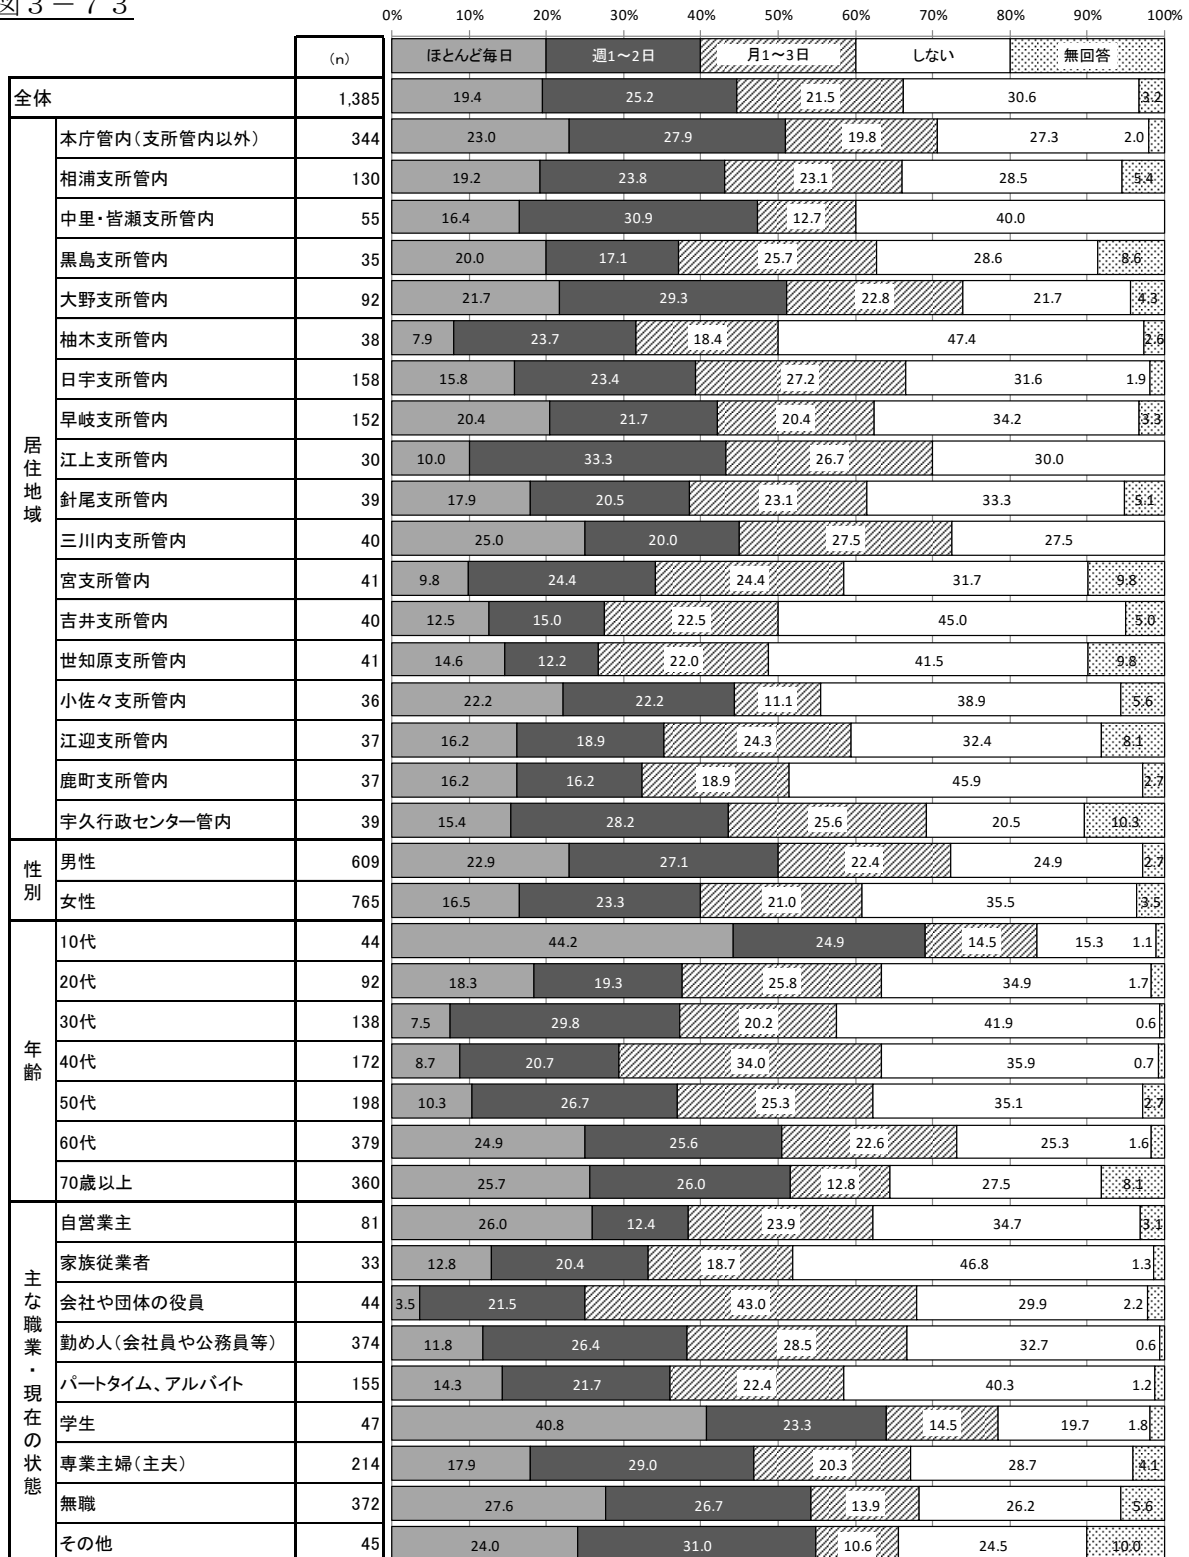 図3－73
0% 10% 20% 30% 40% 50% 60% 70% 80% 90% 100%
(n) ほとんど毎日 週1～2日 月1～3日 しない 無回答
全体 1,385 19.4 25.2 21.5 30.6 3.2
居住地域
本庁管内（支所管内以外） 344 23.0 27.9 19.8 27.3 2.0
相浦支所管内 130 19.2 23.8 23.1 28.5 5.4
中里・皆瀬支所管内 55 16.4 30.9 12.7 40.0
黒島支所管内 35 20.0 17.1 25.7 28.6 8.6
大野支所管内 92 21.7 29.3 22.8 21.7 4.3
柚木支所管内 38 7.9 23.7 18.4 47.4 2.6
日宇支所管内 158 15.8 23.4 27.2 31.6 1.9
早岐支所管内 152 20.4 21.7 20.4 34.2 3.3
江上支所管内 30 10.0 33.3 26.7 30.0
針尾支所管内 39 17.9 20.5 23.1 33.3 5.1
三川内支所管内 40 25.0 20.0 27.5 27.5
宮支所管内 41 9.8 24.4 24.4 31.7 9.8
吉井支所管内 40 12.5 15.0 22.5 45.0 5.0
世知原支所管内 41 14.6 12.2 22.0 41.5 9.8
小佐々支所管内 36 22.2 22.2 11.1 38.9 5.6
江迎支所管内 37 16.2 18.9 24.3 32.4 8.1
鹿町支所管内 37 16.2 16.2 18.9 45.9 2.7
宇久行政センター管内 39 15.4 28.2 25.6 20.5 10.3
性別
男性 609 22.9 27.1 22.4 24.9 2.7
女性 765 16.5 23.3 21.0 35.5 3.5
年齢
10代 44 44.2 24.9 14.5 15.3 1.1
20代 92 18.3 19.3 25.8 34.9 1.7
30代 138 7.5 29.8 20.2 41.9 0.6
40代 172 8.7 20.7 34.0 35.9 0.7
50代 198 10.3 26.7 25.3 35.1 2.7
60代 379 24.9 25.6 22.6 25.3 1.6
70歳以上 360 25.7 26.0 12.8 27.5 8.1
主な職業・現在の状態
自営業主 81 26.0 12.4 23.9 34.7 3.1
家族従業者 33 12.8 20.4 18.7 46.8 1.3
会社や団体の役員 44 3.5 21.5 43.0 29.9 2.2
勤め人（会社員や公務員等） 374 11.8 26.4 28.5 32.7 0.6
パートタイム、アルバイト 155 14.3 21.7 22.4 40.3 1.2
学生 47 40.8 23.3 14.5 19.7 1.8
専業主婦（主夫） 214 17.9 29.0 20.3 28.7 4.1
無職 372 27.6 26.7 13.9 26.2 5.6
その他 45 24.0 31.0 10.6 24.5 10.0